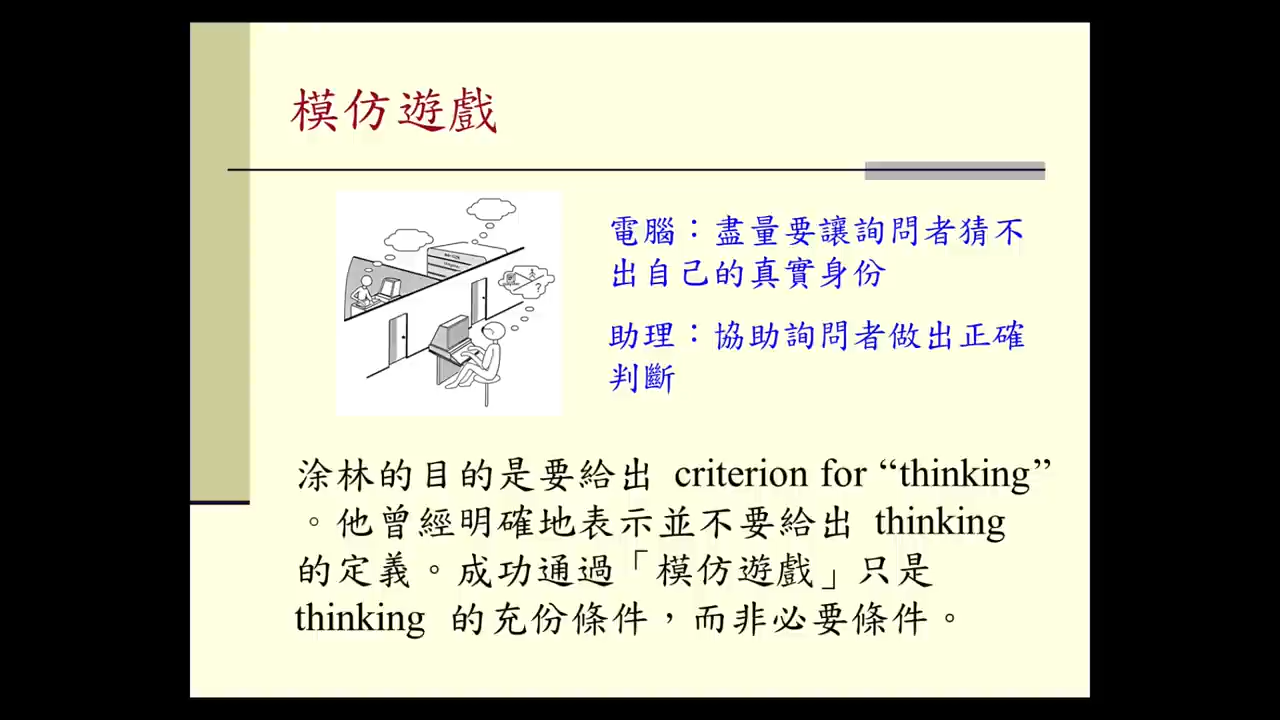 模仿遊戲
電腦：盡量要讓詢問者猜不
出自己的真實身份
助理：協助詢問者做出正確
判斷
?
涂林的目的是要給出 criterion for “thinking”
。他曾經明確地表示並不要給出 thinking
的定義。成功通過「模仿遊戲」只是
thinking 的充份條件，而非必要條件。